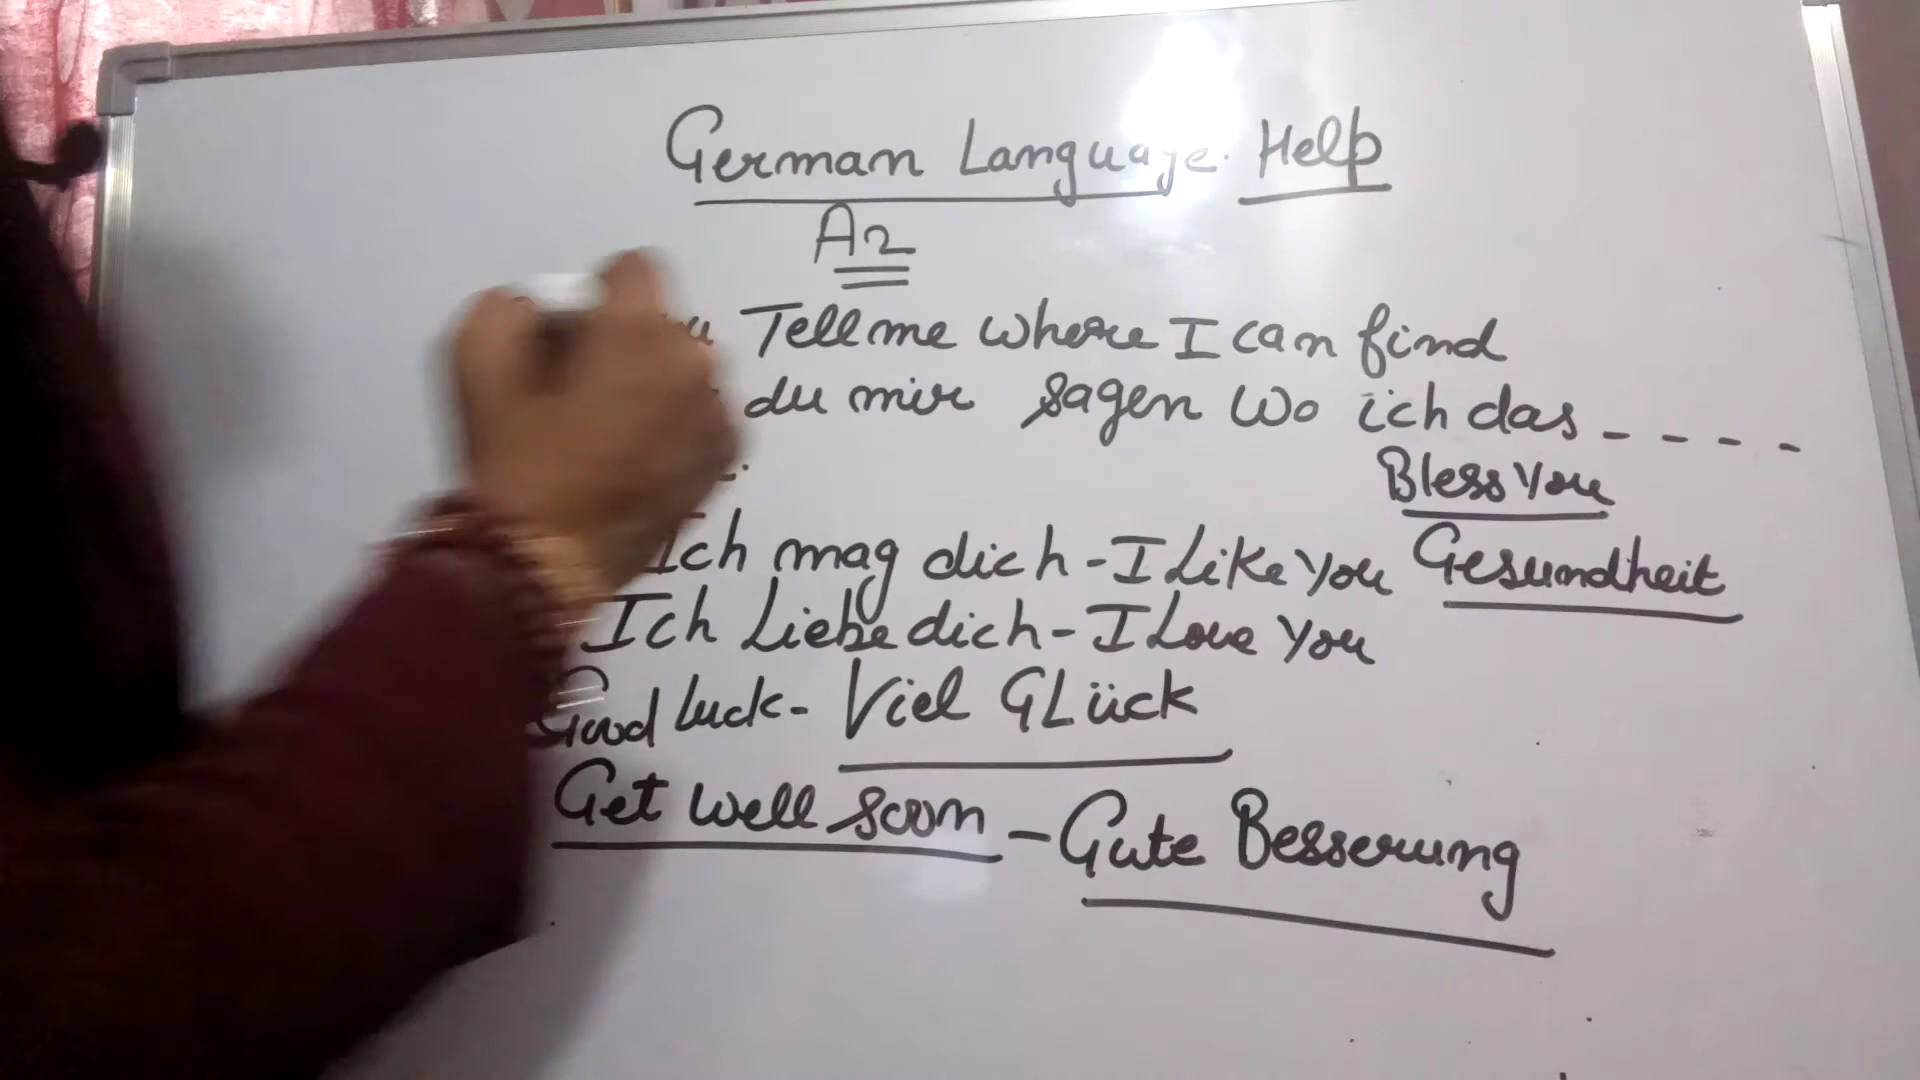 German Language Help
A2
Tell me where I can find
du mir sagen wo ich das - - - -
Bless you
Ich mag dich - I Like you Gesundheit
Ich Liebe dich - I Love you
Good luck - Viel GLück
Get well soon - Gute Besserung